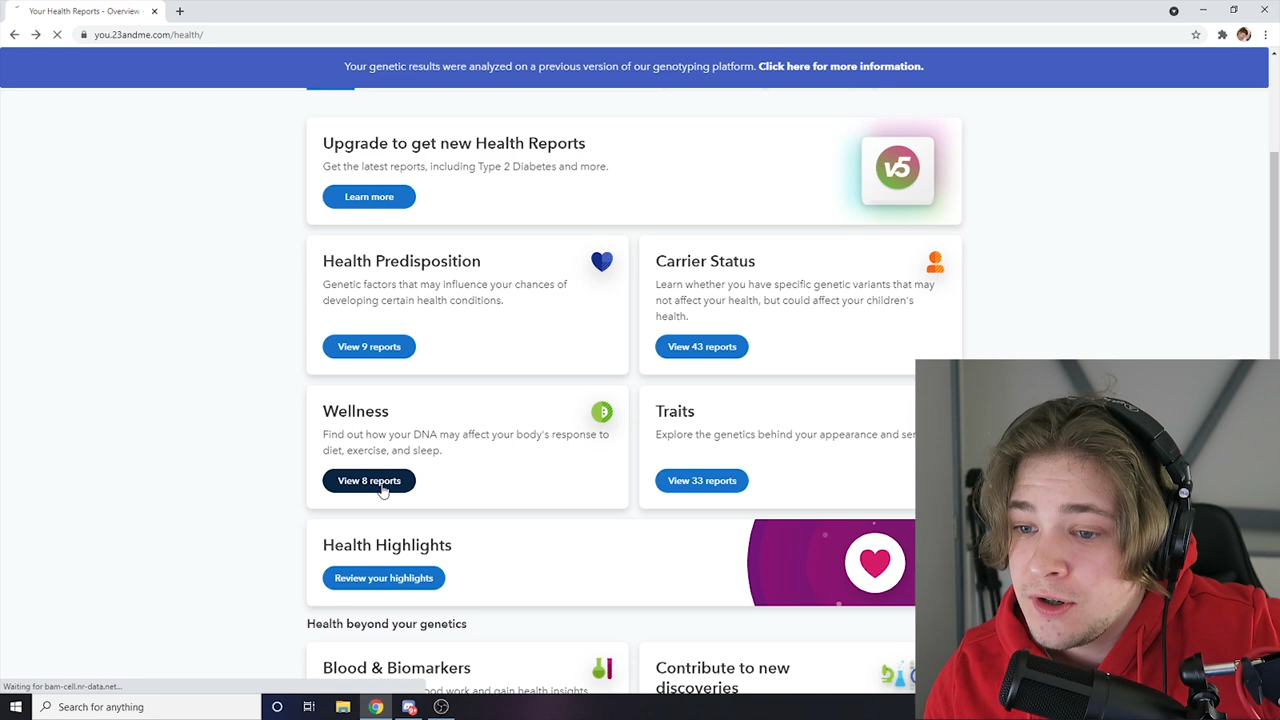 Your Health Reports - Overview -
you.23andme.com/health/
Your genetic results were analyzed on a previous version of our genotyping platform. Click here for more information.
Upgrade to get new Health Reports
Get the latest reports, including Type 2 Diabetes and more.
Learn more
v5
Health Predisposition
Genetic factors that may influence your chances of
developing certain health conditions.
View 9 reports
Carrier Status
Learn whether you have specific genetic variants that may
not affect your health, but could affect your children's
health.
View 43 reports
Wellness
Find out how your DNA may affect your body's response to
diet, exercise, and sleep.
View 8 reports
Traits
Explore the genetics behind your appearance and
View 33 reports
Health Highlights
Review your highlights
Health beyond your genetics
Blood & Biomarkers
work and gain health insights
Contribute to new
discoveries
Waiting for bam-cell.nr-data.net...
Search for anything